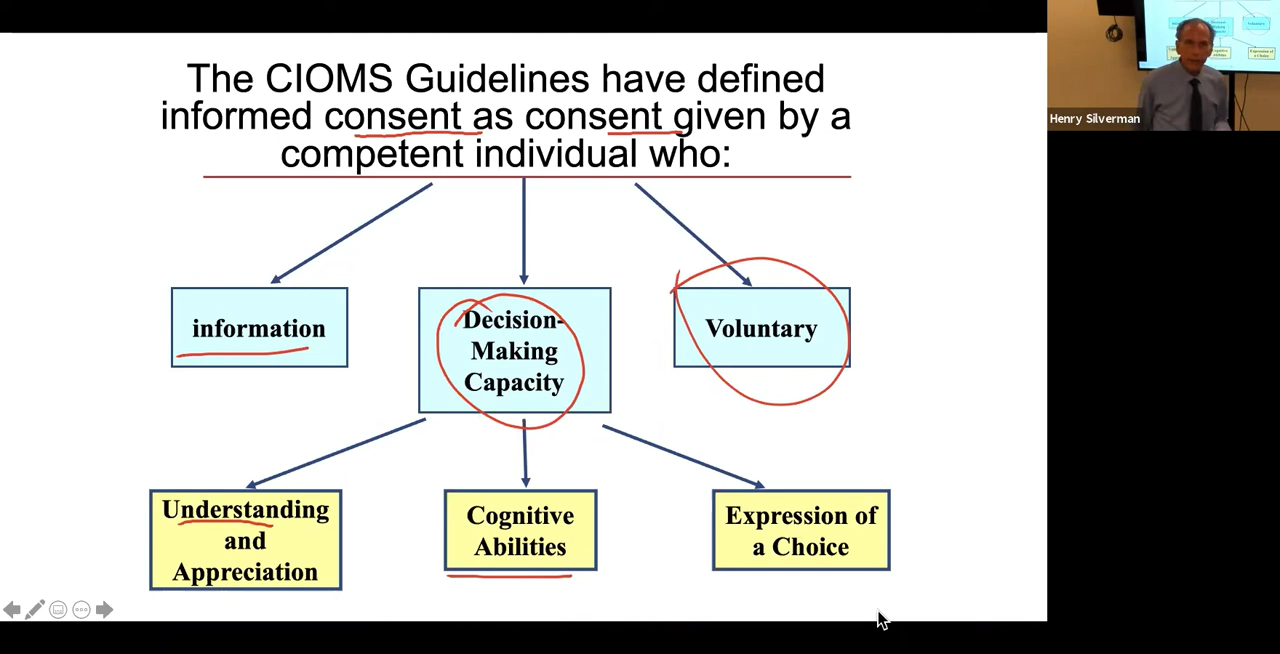 The CIOMS Guidelines have defined
informed consent as consent given by a
competent individual who:
information
Decision-
Making
Capacity
Voluntary
Understanding
and
Appreciation
Cognitive
Abilities
Expression of
a Choice
Henry Silverman